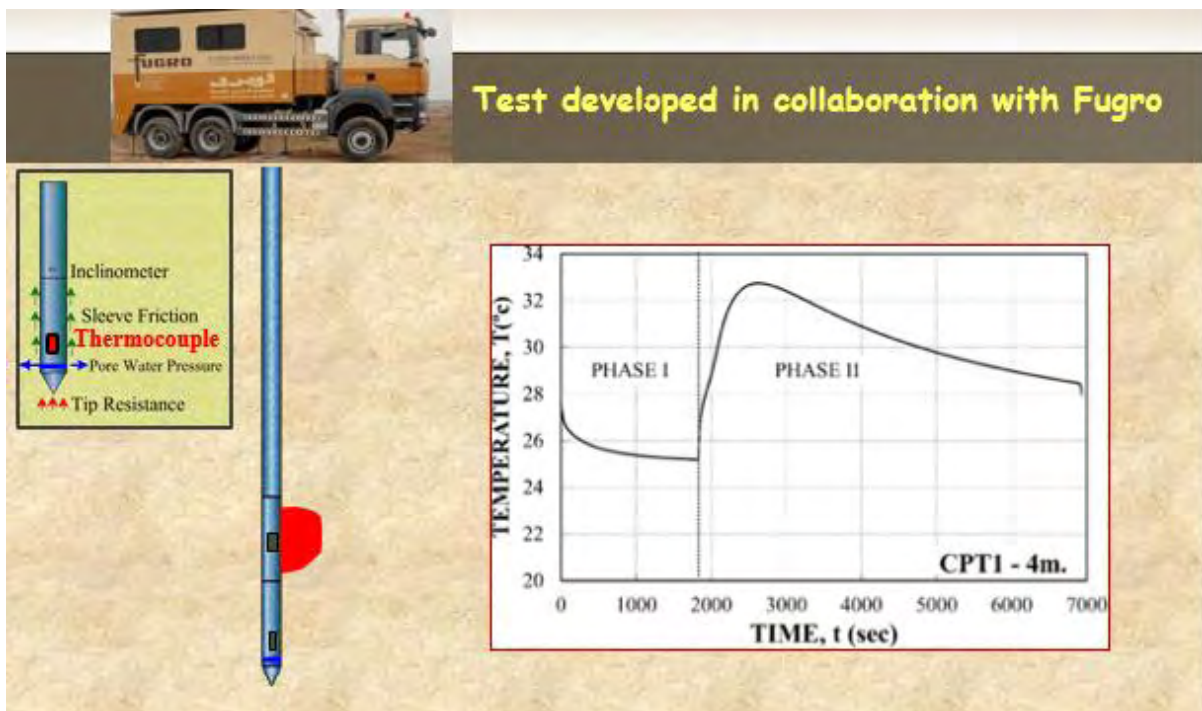 FUGRO
Test developed in collaboration with Fugro
Inclinometer
Sleeve Friction
Thermocouple
Pore Water Pressure
Tip Resistance
TEMPERATURE, T(°c)
34
32
30
28
26
24
22
20
PHASE I
PHASE II
CPT1 - 4m.
0 1000 2000 3000 4000 5000 6000 7000
TIME, t (sec)